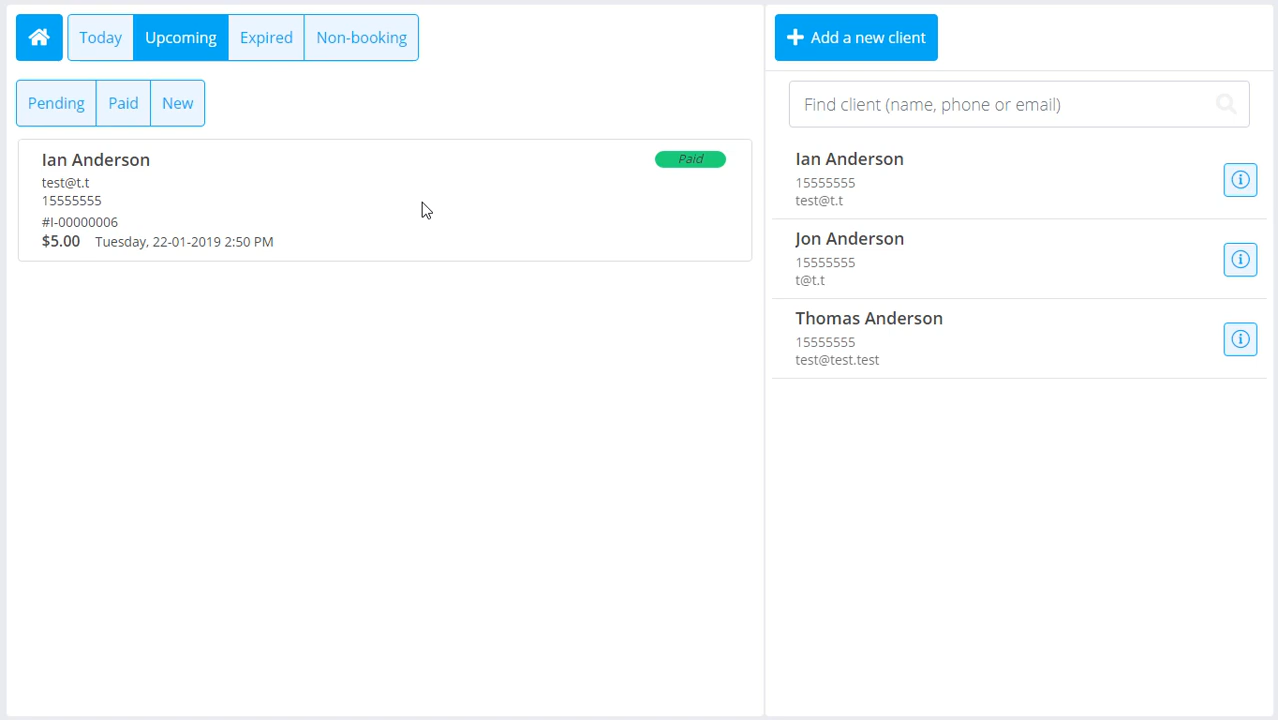 Today Upcoming Expired Non-booking
Pending Paid New
Ian Anderson Paid
test@t.t
15555555
#I-00000006
$5.00 Tuesday, 22-01-2019 2:50 PM
Add a new client
Find client (name, phone or email)
Ian Anderson
15555555
test@t.t
Jon Anderson
15555555
t@t.t
Thomas Anderson
15555555
test@test.test